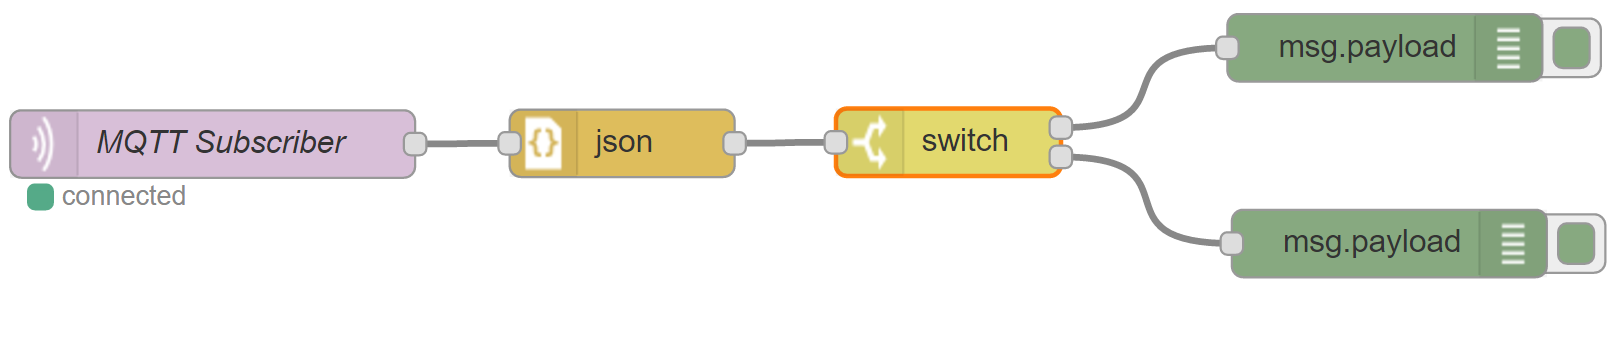 MQTT Subscriber
connected
json
switch
msg.payload
msg.payload